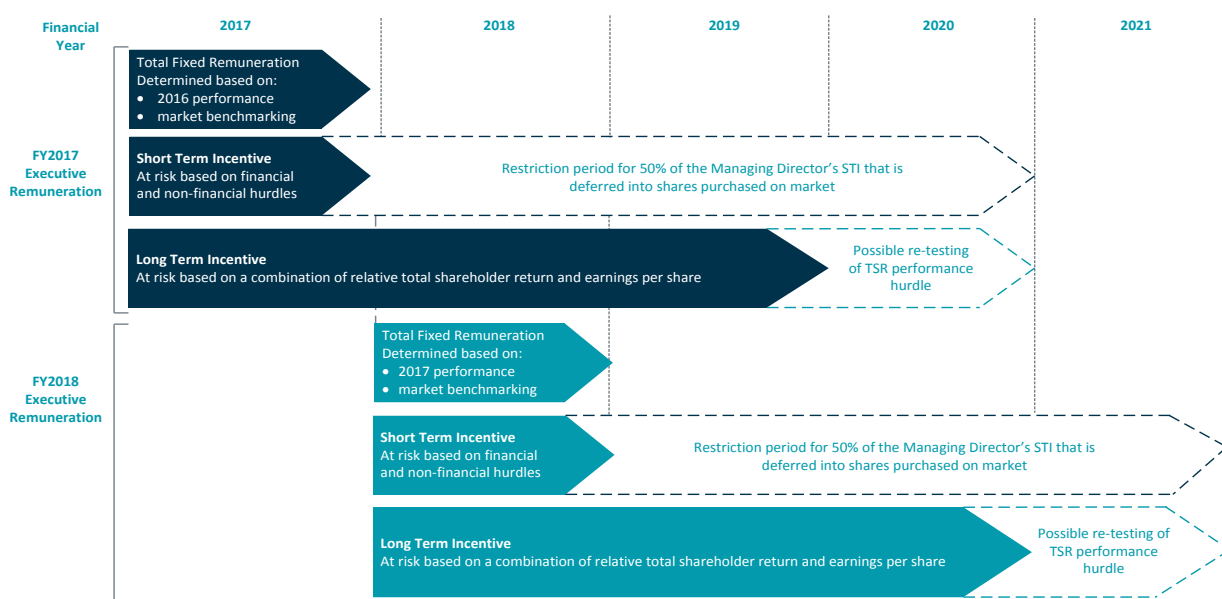 Financial
Year
2017
2018
2019
2020
2021
FY2017
Executive
Remuneration
Total Fixed Remuneration
Determined based on:
• 2016 performance
• market benchmarking
Short Term Incentive
At risk based on financial
and non-financial hurdles
Restriction period for 50% of the Managing Director's STI that is
deferred into shares purchased on market
Long Term Incentive
At risk based on a combination of relative total shareholder return and earnings per share
Possible re-testing
of TSR performance
hurdle
FY2018
Executive
Remuneration
Total Fixed Remuneration
Determined based on:
• 2017 performance
• market benchmarking
Short Term Incentive
At risk based on financial
and non-financial hurdles
Restriction period for 50% of the Managing Director's STI that is
deferred into shares purchased on market
Long Term Incentive
At risk based on a combination of relative total shareholder return and earnings per share
Possible re-testing of
TSR performance
hurdle